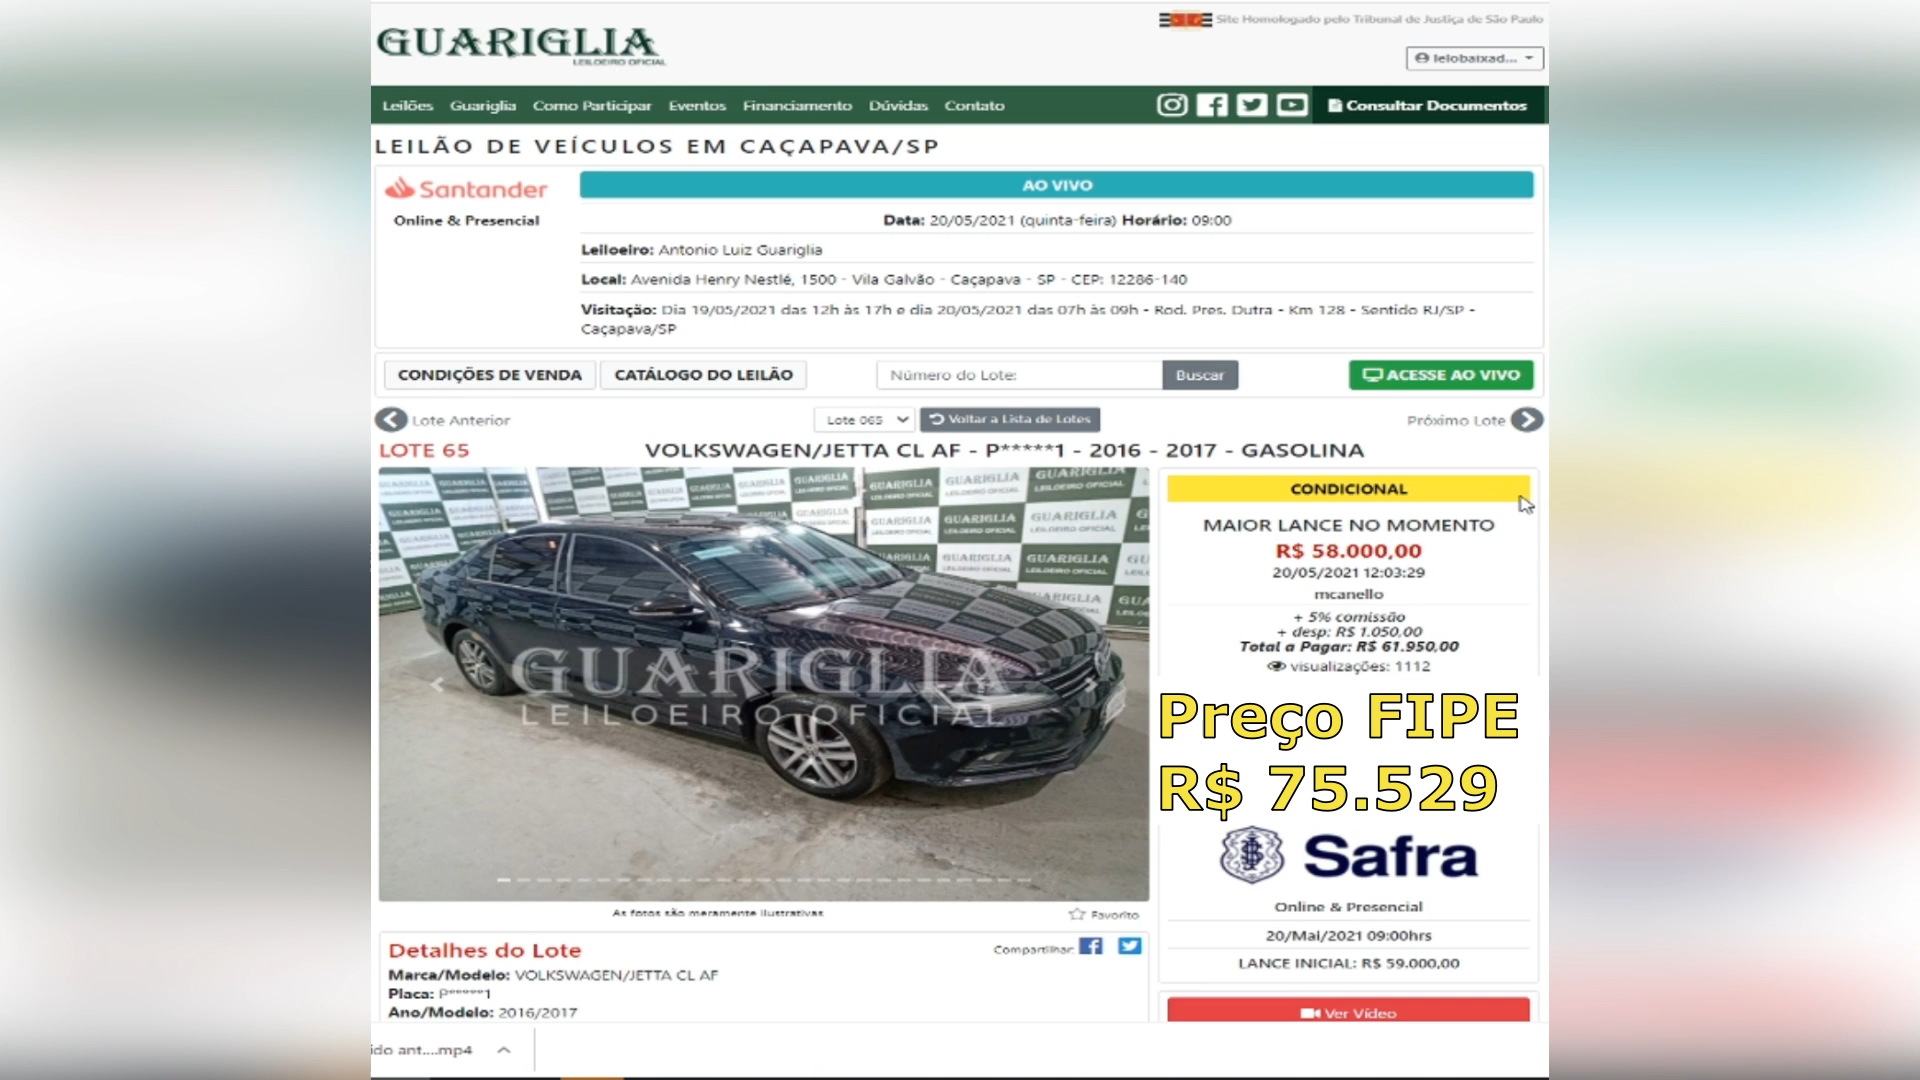 Site Homologado pelo Tribunal de Justiça de São Paulo
GUARIGLIA
LEILOEIRO OFICIAL
lelobaixad...
Leilões Guariglia Como Participar Eventos Financiamento Dúvidas Contato
Consultar Documentos
LEILÃO DE VEÍCULOS EM CAÇAPAVA/SP
Santander
Online & Presencial
AO VIVO
Data: 20/05/2021 (quinta-feira) Horário: 09:00
Leiloeiro: Antonio Luiz Guariglia
Local: Avenida Henry Nestlé, 1500 - Vila Galvão - Caçapava - SP - CEP: 12286-140
Visitação: Dia 19/05/2021 das 12h às 17h e dia 20/05/2021 das 07h às 09h - Rod. Pres. Dutra - Km 128 - Sentido RJ/SP -
Caçapava/SP
CONDIÇÕES DE VENDA CATÁLOGO DO LEILÃO Número do Lote: Buscar ACESSE AO VIVO
Lote Anterior Lote 065 Voltar a Lista de Lotes Próximo Lote
LOTE 65 VOLKSWAGEN/JETTA CL AF - P*****1 - 2016 - 2017 - GASOLINA
GUARIGLIA
LEILOEIRO OFICIAL
CONDICIONAL
MAIOR LANCE NO MOMENTO
R$ 58.000,00
20/05/2021 12:03:29
mcanello
+ 5% comissão
+ desp: R$ 1.050,00
Total a Pagar: R$ 61.950,00
visualizações: 1112
Preço FIPE
R$ 75.529
Safra
Online & Presencial
20/Mai/2021 09:00hrs
LANCE INICIAL: R$ 59.000,00
Ver Vídeo
As fotos são meramente ilustrativas
Favorito
Detalhes do Lote
Compartilhar:
Marca/Modelo: VOLKSWAGEN/JETTA CL AF
Placa: P*****1
Ano/Modelo: 2016/2017
ido ant....mp4